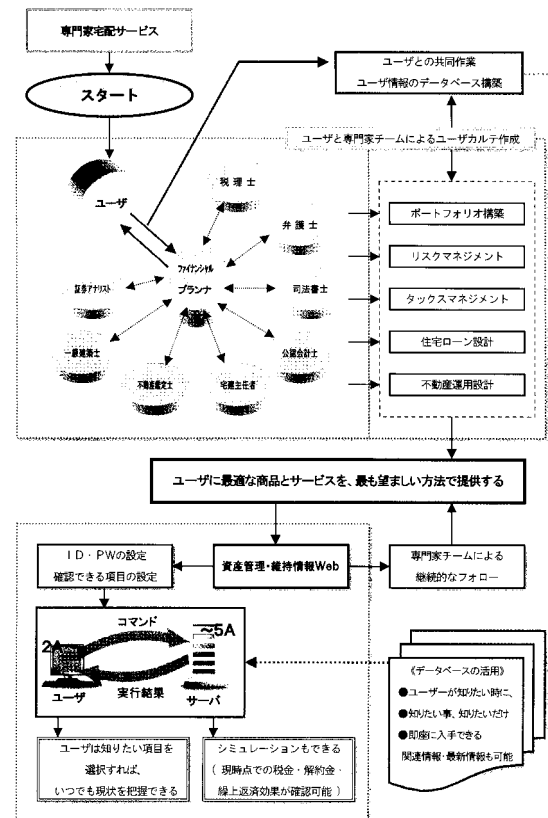 専門家宅配サービス
スタート
ユーザとの共同作業
ユーザ情報のデータベース構築
ユーザと専門家チームによるユーザカルテ作成
ユーザ
税理士
弁護士
ファイナンシャル
プランナ
証券アナリスト
司法書士
一級建築士
公認会計士
不動産鑑定士
宅建主任者
ポートフォリオ構築
リスクマネジメント
タックスマネジメント
住宅ローン設計
不動産運用設計
ユーザに最適な商品とサービスを、最も望ましい方法で提供する
ID・PWの設定
確認できる項目の設定
資産管理・維持情報Web
専門家チームによる
継続的なフォロー
コマンド
2A
~5A
実行結果
ユーザ
サーバ
《データベースの活用》
●ユーザーが知りたい時に、
●知りたい事、知りたいだけ
●即座に入手できる
関連情報・最新情報も可能
ユーザは知りたい項目を
選択すれば、
いつでも現状を把握できる
シミュレーションもできる
(現時点での税金・解約金・
繰上返済効果が確認可能)